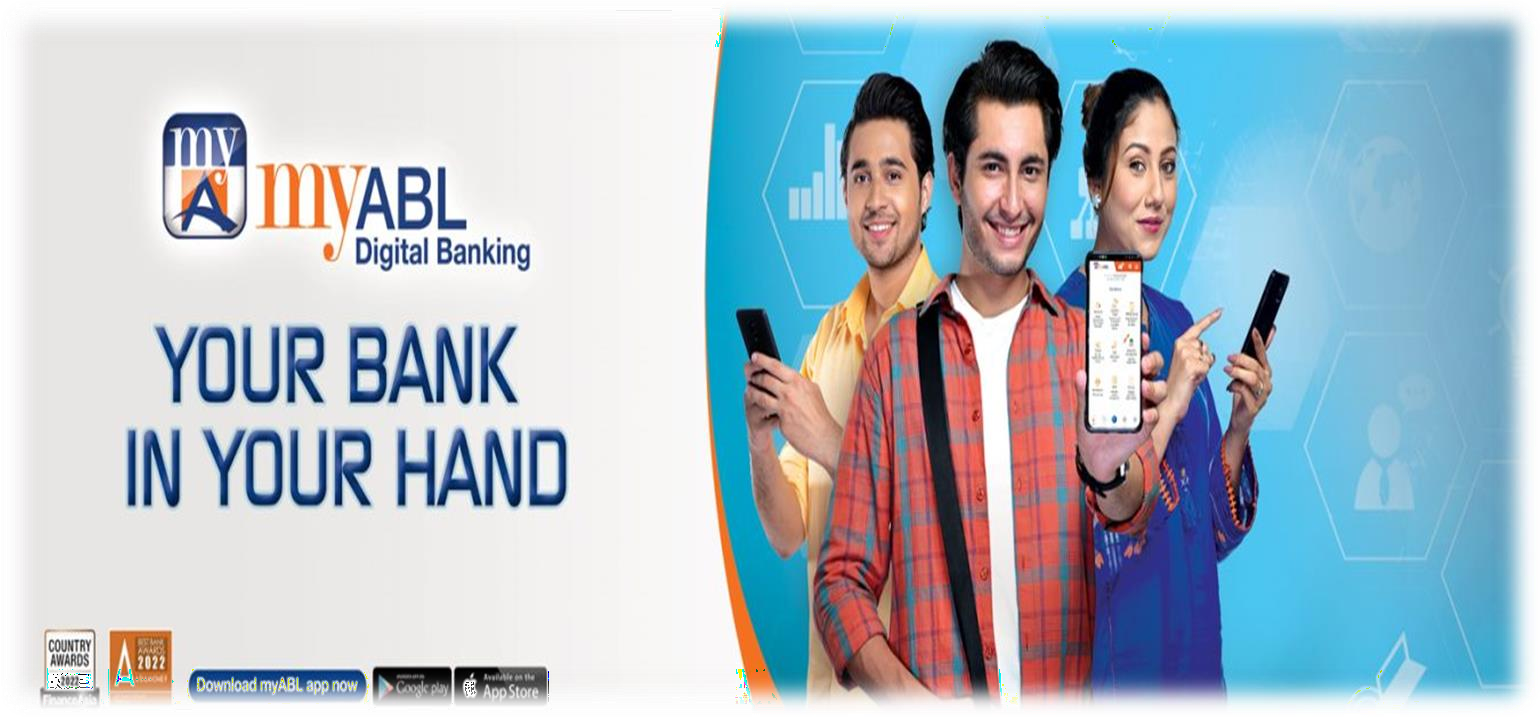 my
myABL
Digital Banking
YOUR BANK
IN YOUR HAND
COUNTRY
AWARDS
2022
BEST BANK
AWARDS
2022
Download myABL app now
Google play
Available on the
App Store